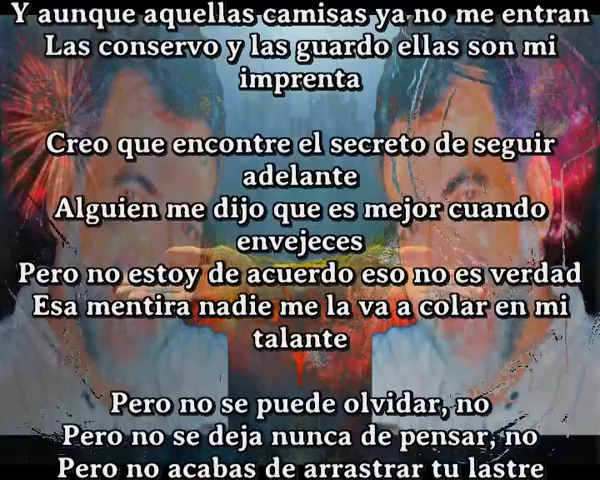 Y aunque aquellas camisas ya no me entran
Las conservo y las guardo ellas son mi
imprenta
Creo que encontre el secreto de seguir
adelante
Alguien me dijo que es mejor cuando
envejeces
Pero no estoy de acuerdo eso no es verdad
Esa mentira nadie me la va a colar en mi
talante
Pero no se puede olvidar, no
Pero no se deja nunca de pensar, no
Pero no acabas de arrastrar tu lastre